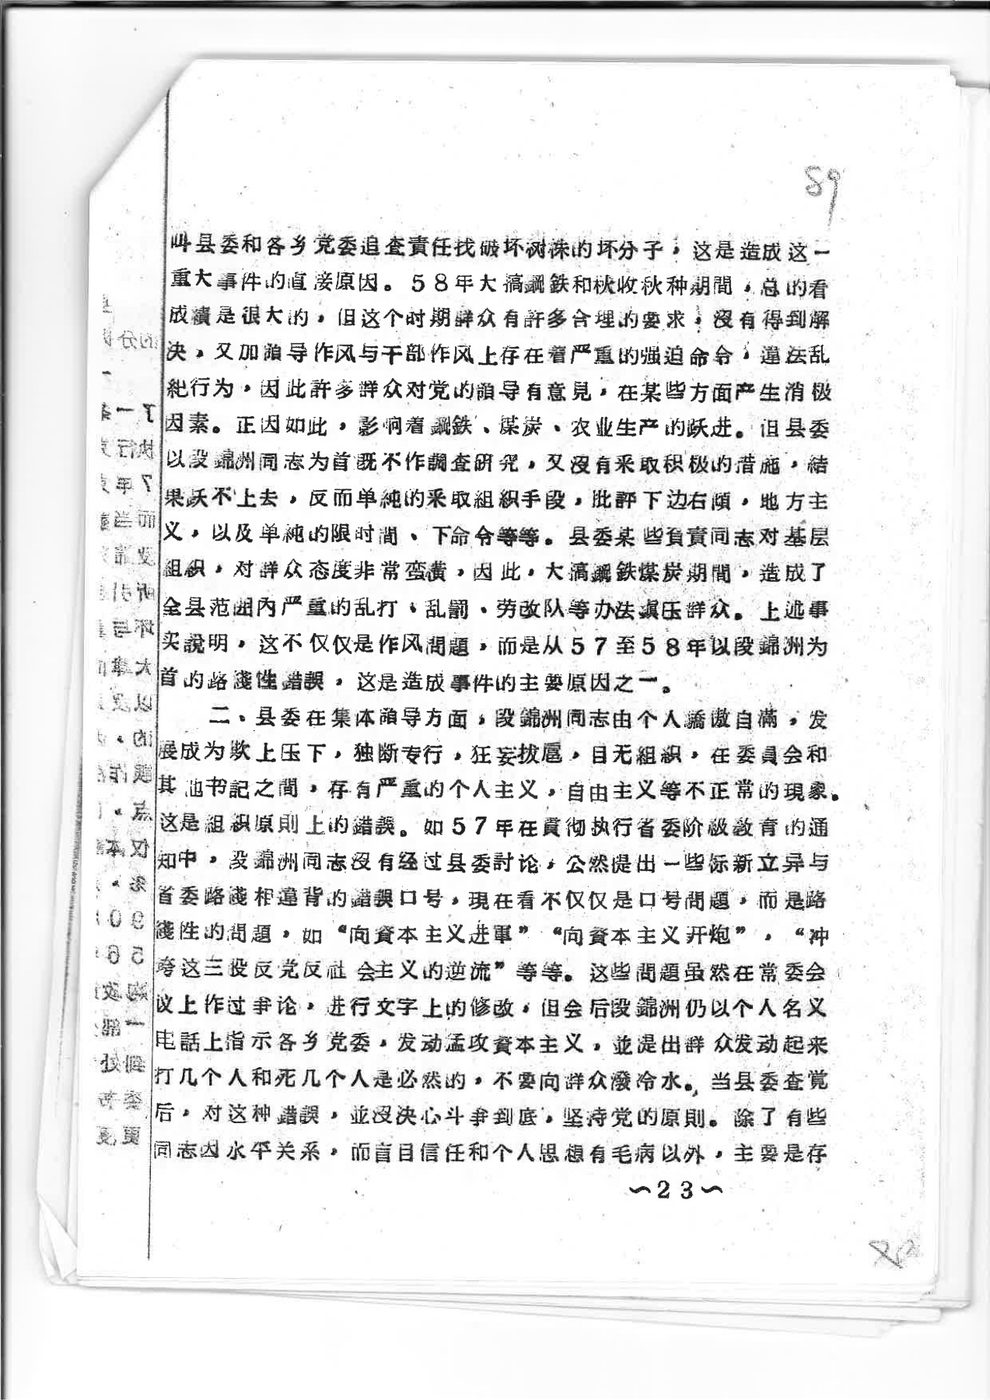 89
叫县委和各乡党委追查責任找破坏树株的坏分子，这是造成这一
重大事件的直接原因。58年大搞鋼鉄和秋收秋种期間，总的看
成績是很大的，但这个时期群众有許多合理的要求，沒有得到解
决，又加領导作风与干部作风上存在着严重的强迫命令，違法乱
紀行为，因此許多群众对党的領导有意見，在某些方面产生消极
因素。正因如此，影响着鋼鉄、煤炭、农业生产的跃进。但县委
以段錦州同志为首既不作調查研究，又沒有采取积极的措施，結
果跃不上去，反而单純的采取組織手段，批評下边右傾，地方主
义，以及单純的限时間、下命令等等。县委某些負責同志对基层
組織，对群众态度非常蛮横，因此，大搞鋼鉄煤炭期間，造成了
全县范囲內严重的乱打、乱罰、劳改队等办法鎮压群众。上述事
实說明，这不仅仅是作风問題，而是从57至58年以段錦洲为
首的路綫性錯誤，这是造成事件的主要原因之一。
二、县委在集体領导方面，段錦洲同志由个人驕傲自滿，发
展成为欺上压下，独断专行，狂妄拔扈，目无組織，在委員会和
其他书記之間，存有严重的个人主义，自由主义等不正常的現象。
这是組織原則上的錯誤。如57年在貫彻执行省委阶級教育的通
知中，段錦洲同志沒有经过县委討论，公然提出一些标新立异与
省委路綫相違背的錯誤口号，現在看不仅仅是口号問題，而是路
綫性的問題，如“向資本主义进軍”“向資本主义开炮”，“冲
垮这三股反党反社会主义的逆流”等等。这些問題虽然在常委会
议上作过爭论，进行文字上的修改，但会后段錦洲仍以个人名义
电話上指示各乡党委，发动孟攻資本主义，並提出群众发动起来
打几个人和死几个人是必然的，不要向群众潑冷水。当县委查覚
后，对这种錯誤，並沒决心斗爭到底，坚持党的原則。除了有些
同志因水平关系，而盲目信任和个人思想有毛病以外，主要是存
～23～